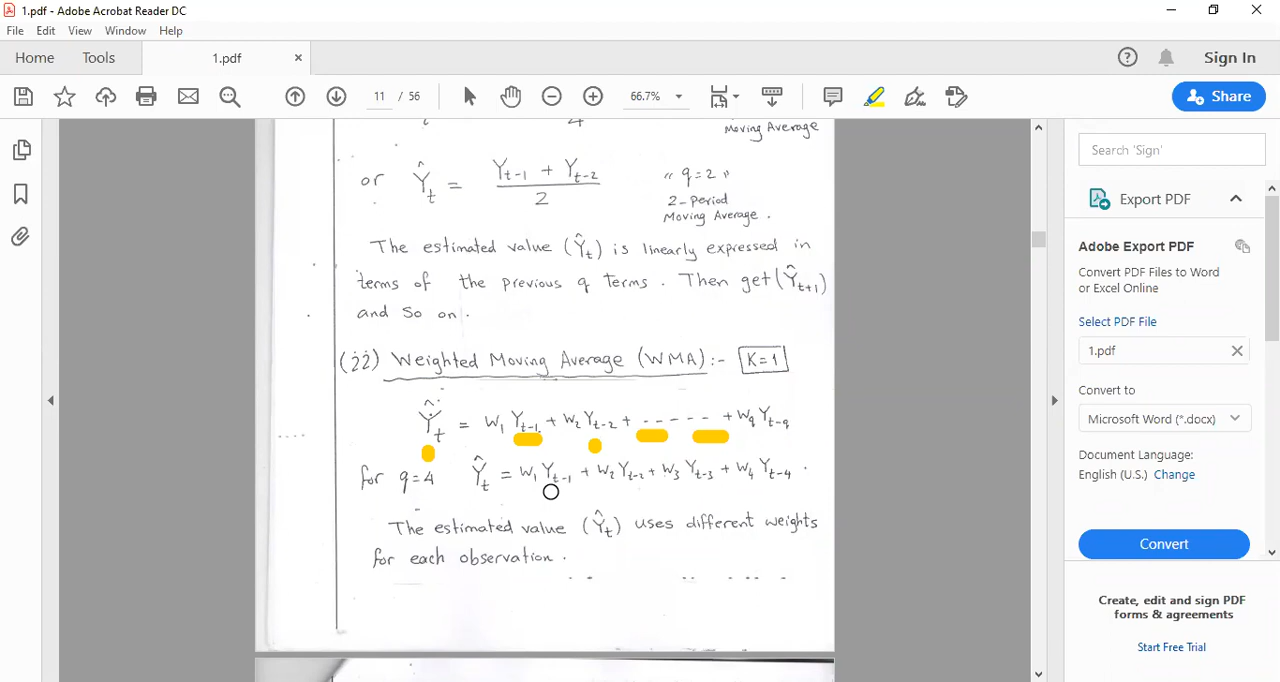 1.pdf - Adobe Acrobat Reader DC
File Edit View Window Help
Home Tools 1.pdf Sign In
11 / 56 66.7% Share
4
Moving Average
or Ŷt = Yt-1 + Yt-2 / 2 " q=2 "
2-Period
Moving Average.
The estimated value (Ŷt) is linearly expressed in
terms of the previous q terms. Then get (Ŷt+1)
and so on.
(ii) Weighted Moving Average (WMA):- K=1
Ŷt = W1 Yt-1 + W2 Yt-2 + ------ + Wq Yt-q
for q=4 Ŷt = W1 Yt-1 + W2 Yt-2 + W3 Yt-3 + W4 Yt-4.
The estimated value (Ŷt) uses different weights
for each observation.
Search 'Sign'
Export PDF
Adobe Export PDF
Convert PDF Files to Word
or Excel Online
Select PDF File
1.pdf
Convert to
Microsoft Word (*.docx)
Document Language:
English (U.S.) Change
Convert
Create, edit and sign PDF
forms & agreements
Start Free Trial